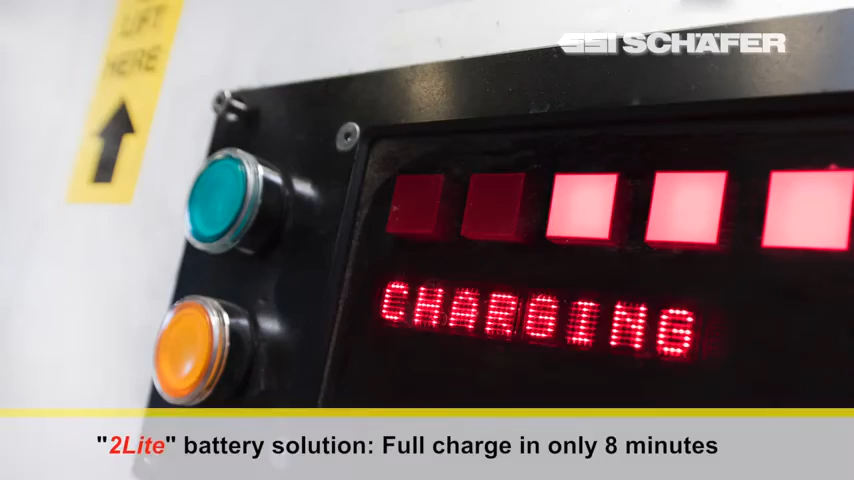 LIFT
HERE
SSI SCHÄFER
CHARGING
"2Lite" battery solution: Full charge in only 8 minutes